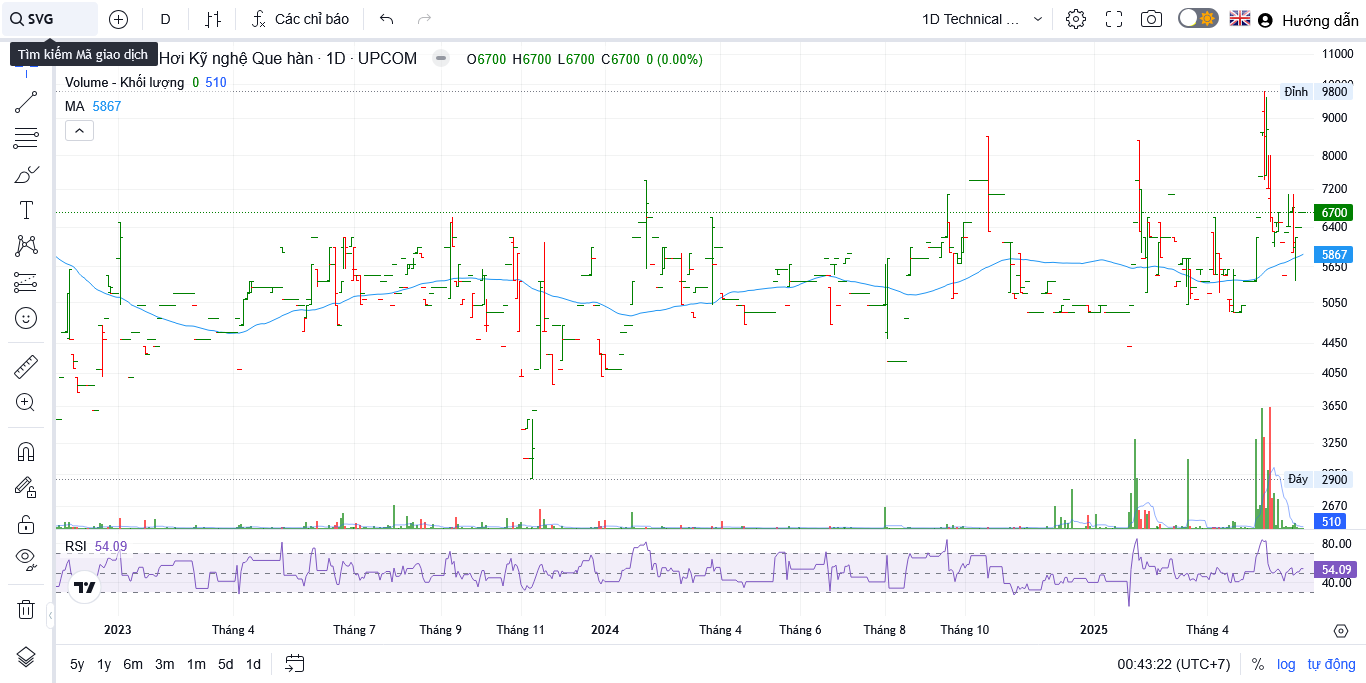 SVG
D
Các chỉ báo
1D Technical ...
Hướng dẫn
Tìm kiếm Mã giao dịch
Hơi Kỹ nghệ Que hàn · 1D · UPCOM
O6700 H6700 L6700 C6700 0 (0.00%)
Volume - Khối lượng 0 510
MA 5867
11000
Đỉnh 9800
9000
8000
7200
6700
6400
5867
5650
5050
4450
4050
3650
3250
Đáy 2900
2670
510
RSI 54.09
80.00
54.09
40.00
2023 Tháng 4 Tháng 7 Tháng 9 Tháng 11 2024 Tháng 4 Tháng 6 Tháng 8 Tháng 10 2025 Tháng 4
5y 1y 6m 3m 1m 5d 1d
00:43:22 (UTC+7) % log tự động